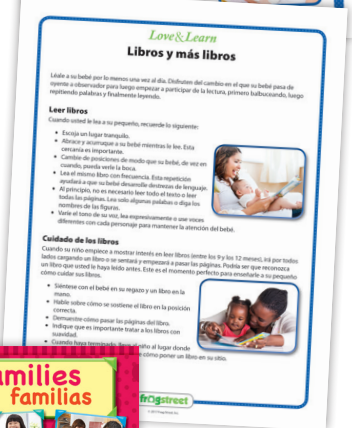 Love & Learn
Libros y más libros
Léale a su bebé por lo menos una vez al día. Disfruten del cambio en el que su bebé pasa de
oyente a observador para luego empezar a participar de la lectura, primero balbuceando, luego
repitiendo palabras y finalmente leyendo.
Leer libros
Cuando usted le lea a su pequeño, recuerde lo siguiente:
• Escoja un lugar tranquilo.
• Abrace y acurruque a su bebé mientras le lee. Esta
cercanía es importante.
• Cambie de posiciones de modo que su bebé, de vez en
cuando, pueda verle la boca.
• Lea el mismo libro con frecuencia. Esta repetición
ayudará a que su bebé desarrolle destrezas de lenguaje.
• Al principio, no es necesario leer todo el texto o leer
todas las páginas. Lea solo algunas palabras o diga los
nombres de las figuras.
• Varíe el tono de su voz, lea expresivamente o use voces
diferentes con cada personaje para mantener la atención del bebé.
Cuidado de los libros
Cuando su niño empiece a mostrar interés en leer libros (entre los 9 y los 12 meses), irá por todos
lados cargando un libro o se sentará y empezará a pasar las páginas. Podría ser que reconozca
un libro que usted le haya leído antes. Este es el momento perfecto para enseñarle a su pequeño
cómo cuidar sus libros.
• Siéntese con el bebé en su regazo y un libro en la
mano.
• Hable sobre cómo se sostiene el libro en la posición
correcta.
• Demuestre cómo pasar las páginas del libro.
• Indique que es importante tratar a los libros con
suavidad.
• Cuando haya terminado, lleve al niño al lugar donde
cómo poner un libro en su sitio.
frogstreet
amilies
familias